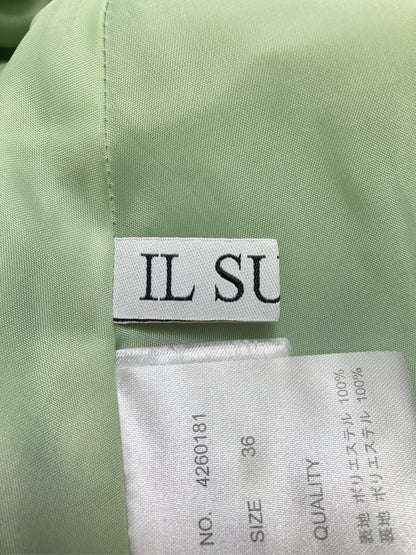 IL SU
NO. 4260181
SIZE 36
QUALITY
表地 ポリエステル 100%
裏地 ポリエステル 100%